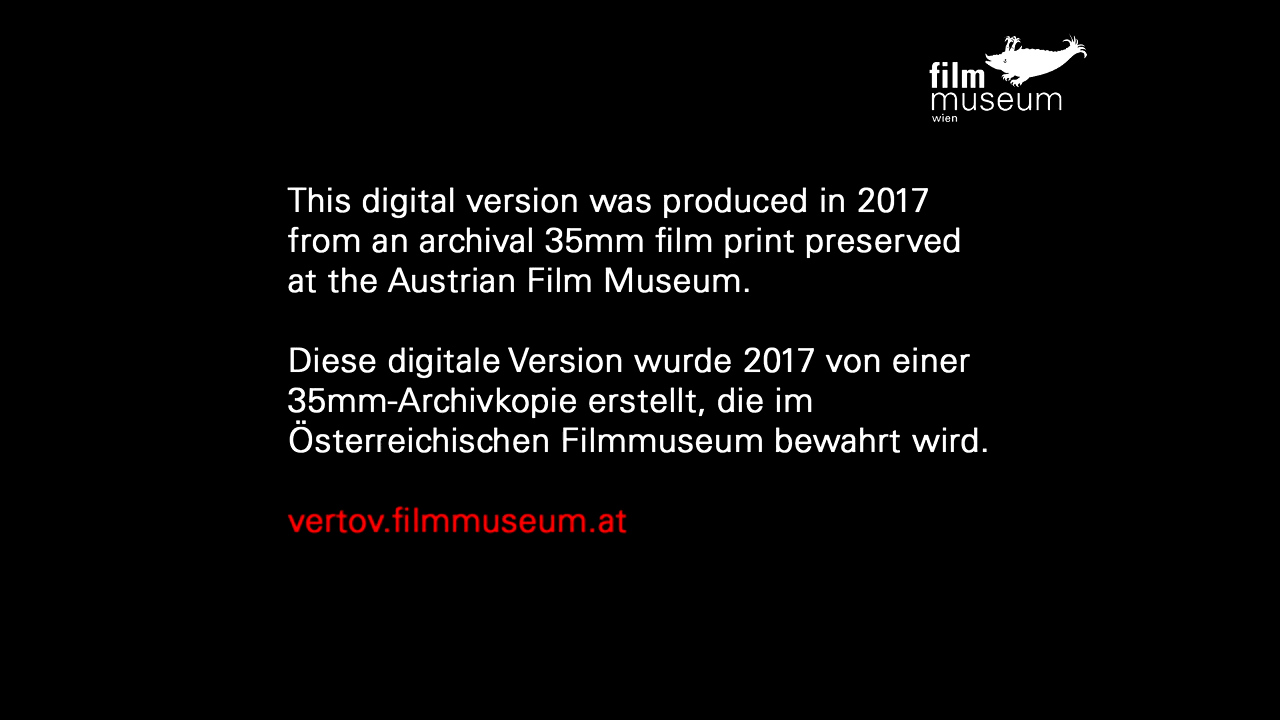 film
museum
wien
This digital version was produced in 2017
from an archival 35mm film print preserved
at the Austrian Film Museum.
Diese digitale Version wurde 2017 von einer
35mm-Archivkopie erstellt, die im
Österreichischen Filmmuseum bewahrt wird.
vertov.filmmuseum.at